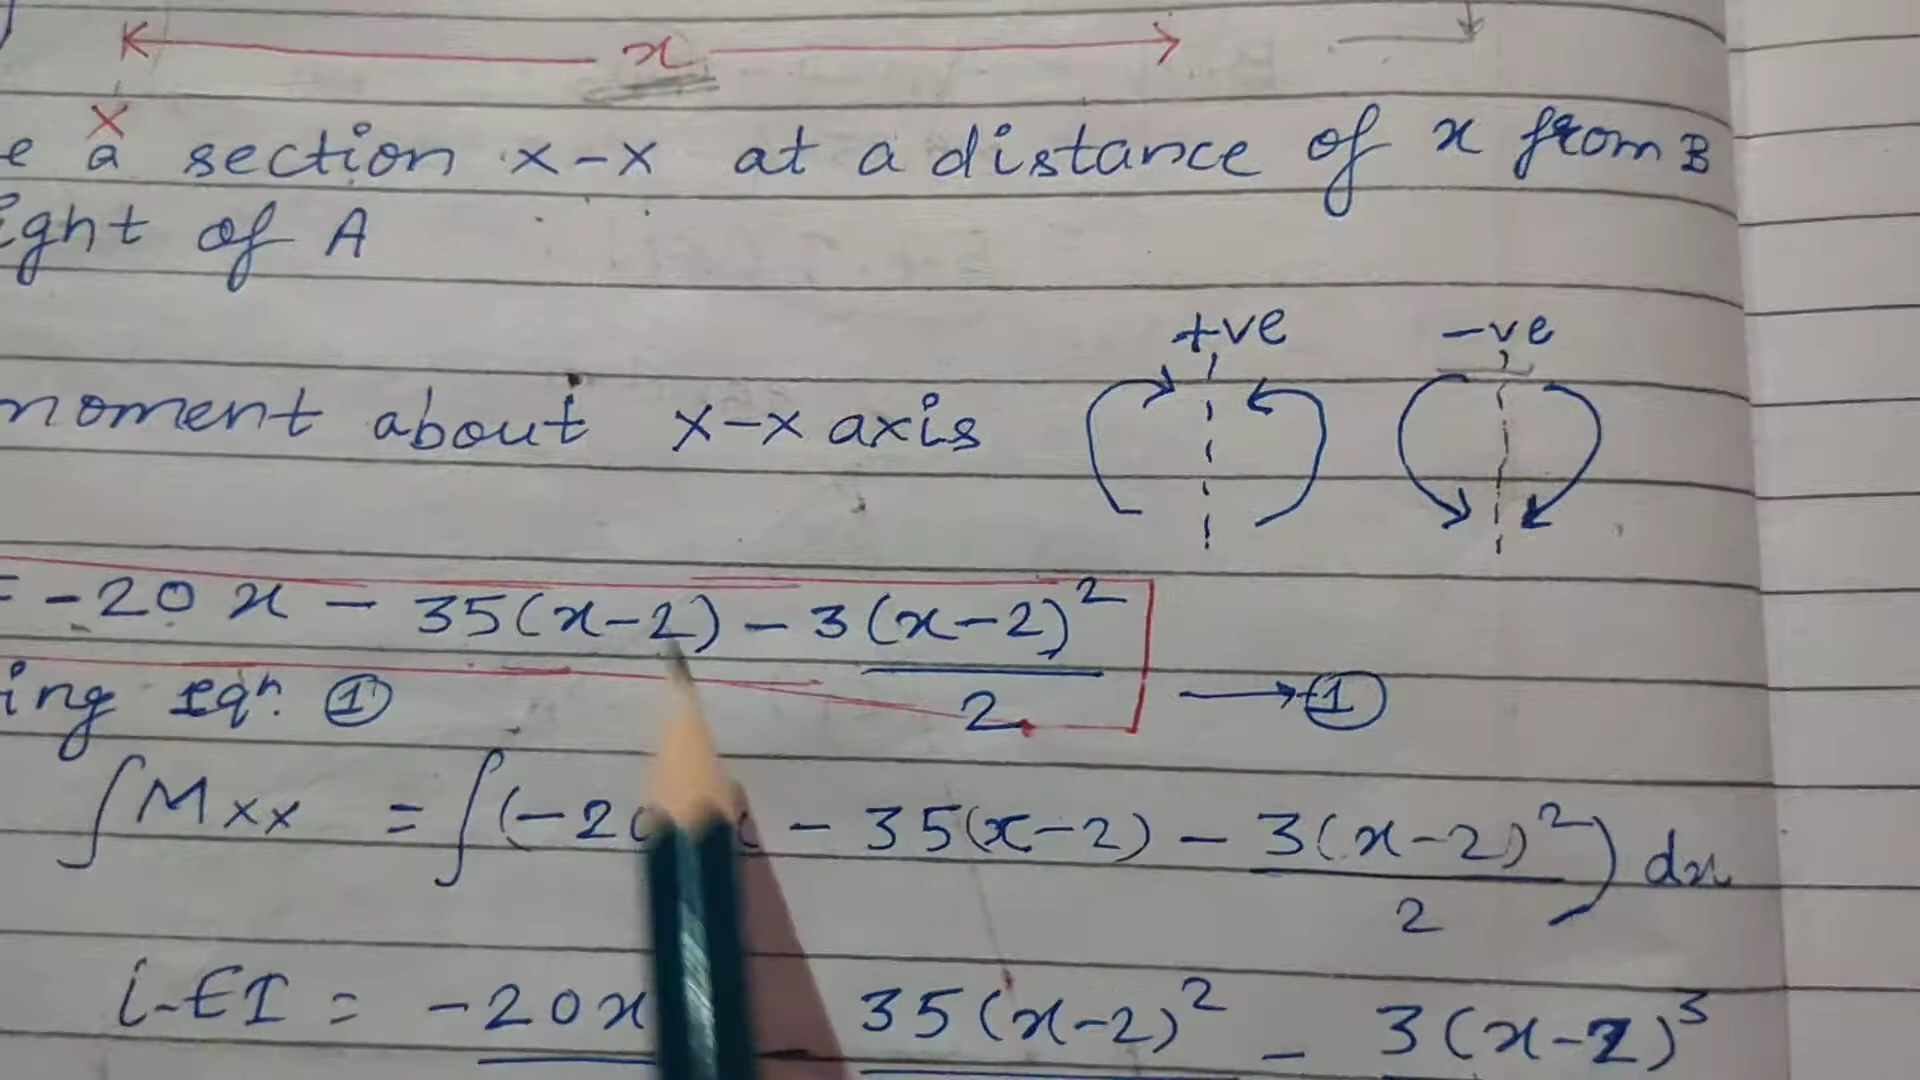 x
X
e a section x-x at a distance of x from B
ight of A
+ve -ve
moment about x-x axis
= -20x - 35(x-2) - 3(x-2)²/2 → ①
ing eqⁿ. ①
∫Mxx = ∫(-20 - 35(x-2) - 3(x-2)²/2) dx
i-EI = -20x 35(x-2)² - 3(x-2)³